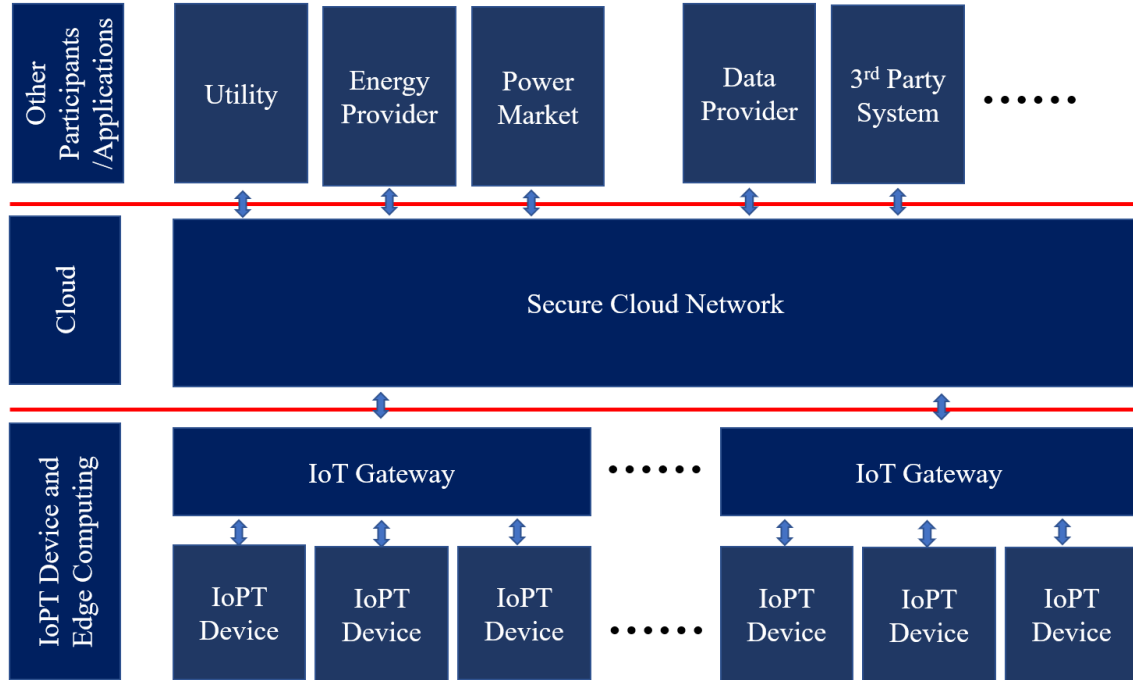 Other
Participants
/Applications
Utility
Energy
Provider
Power
Market
Data
Provider
3rd Party
System
......
Cloud
Secure Cloud Network
IoPT Device and
Edge Computing
IoT Gateway
......
IoT Gateway
IoPT
Device
IoPT
Device
IoPT
Device
......
IoPT
Device
IoPT
Device
IoPT
Device